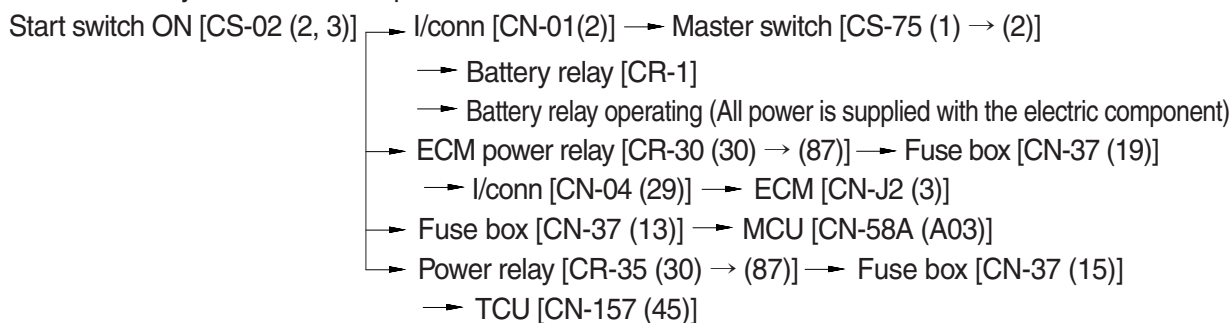 Start switch ON [CS-02 (2, 3)] → I/conn [CN-01(2)] → Master switch [CS-75 (1) → (2)]
→ Battery relay [CR-1]
→ Battery relay operating (All power is supplied with the electric component)
→ ECM power relay [CR-30 (30) → (87)] → Fuse box [CN-37 (19)]
→ I/conn [CN-04 (29)] → ECM [CN-J2 (3)]
→ Fuse box [CN-37 (13)] → MCU [CN-58A (A03)]
→ Power relay [CR-35 (30) → (87)] → Fuse box [CN-37 (15)]
→ TCU [CN-157 (45)]